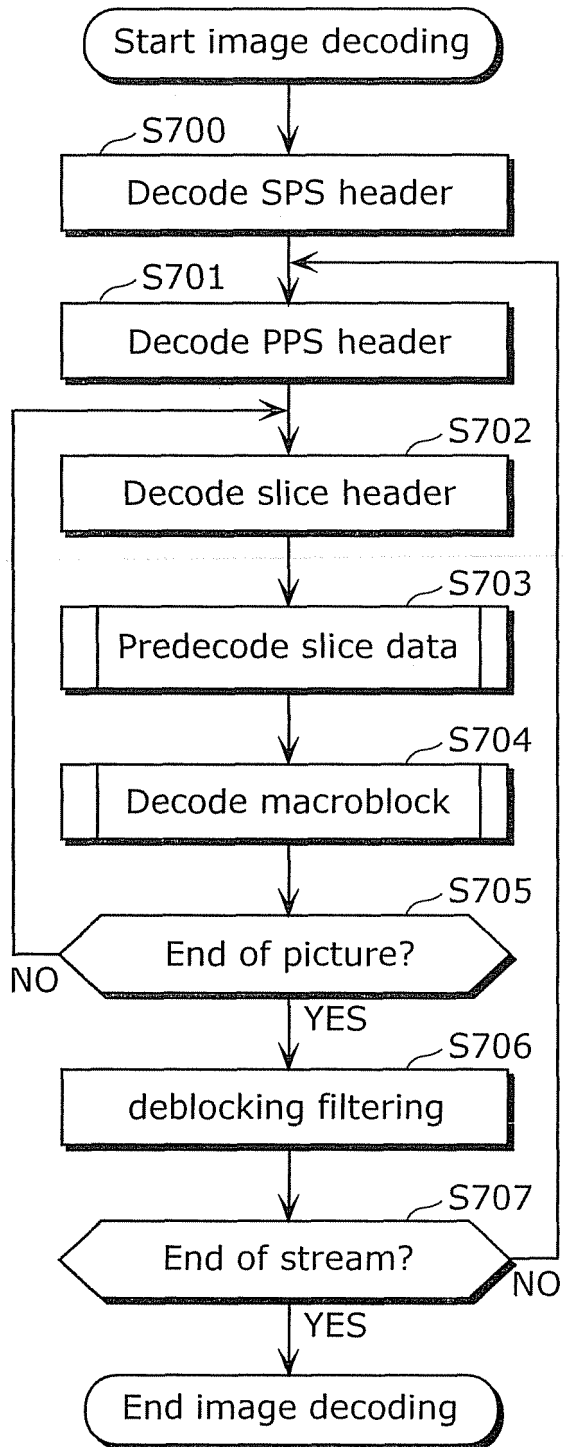 Start image decoding
S700
Decode SPS header
S701
Decode PPS header
S702
Decode slice header
S703
Predecode slice data
S704
Decode macroblock
S705
End of picture?
NO
YES
S706
deblocking filtering
S707
End of stream?
NO
YES
End image decoding